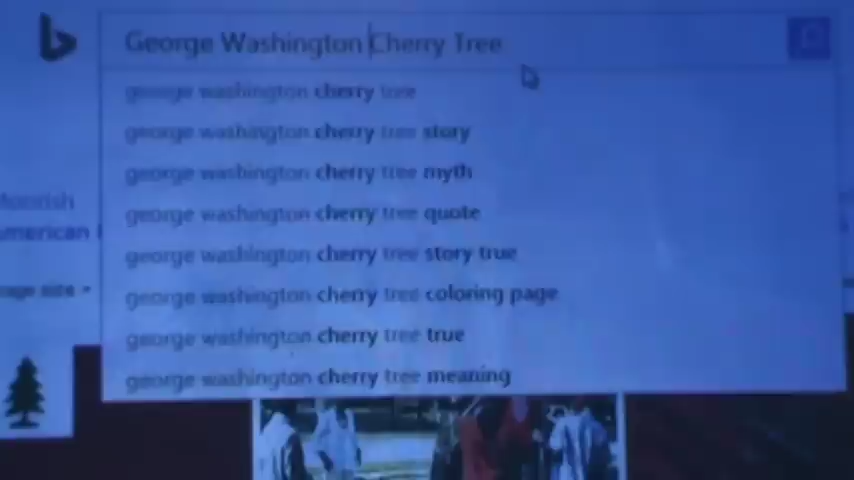 George Washington Cherry Tree
george washington cherry tree
george washington cherry tree story
george washington cherry tree myth
george washington cherry tree quote
george washington cherry tree story true
george washington cherry tree coloring page
george washington cherry tree true
george washington cherry tree meaning
Moorish
American